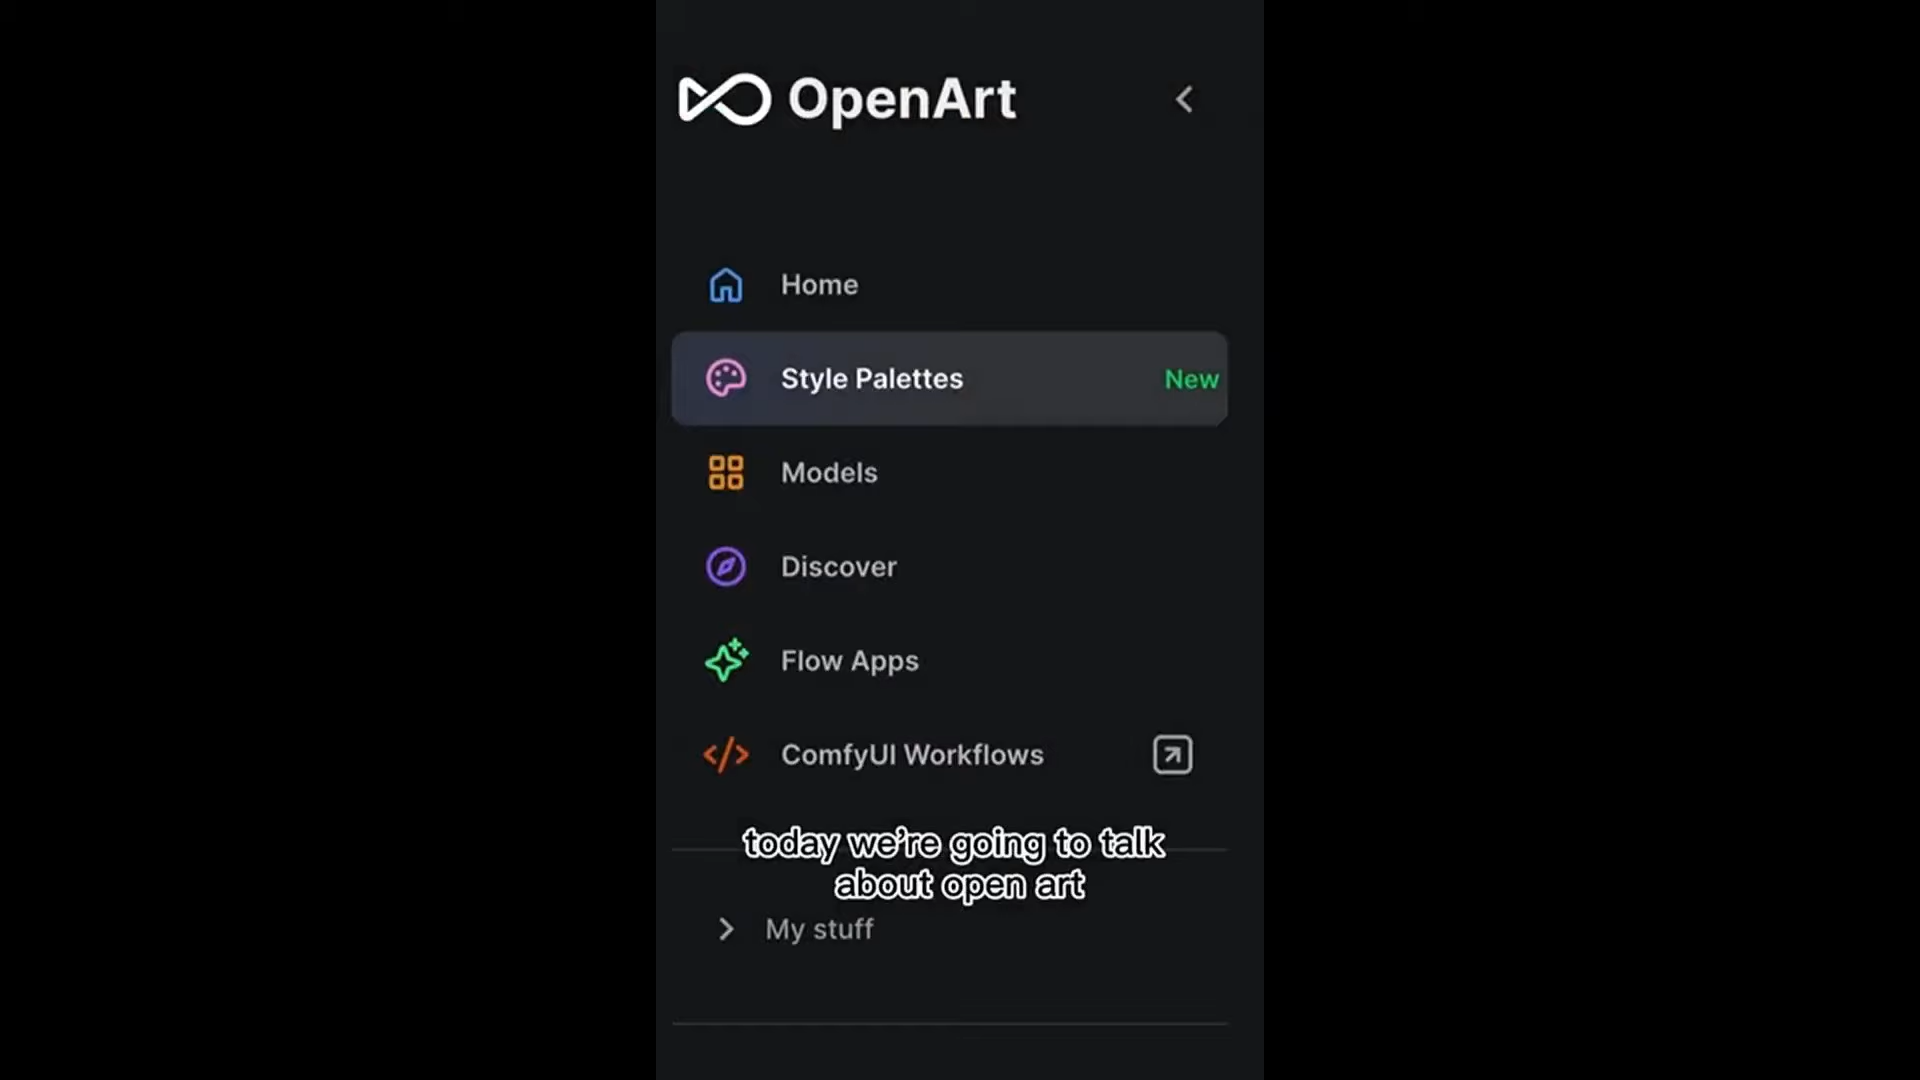 OpenArt
Home
Style Palettes New
Models
Discover
Flow Apps
ComfyUI Workflows
today we're going to talk
about open art
My stuff